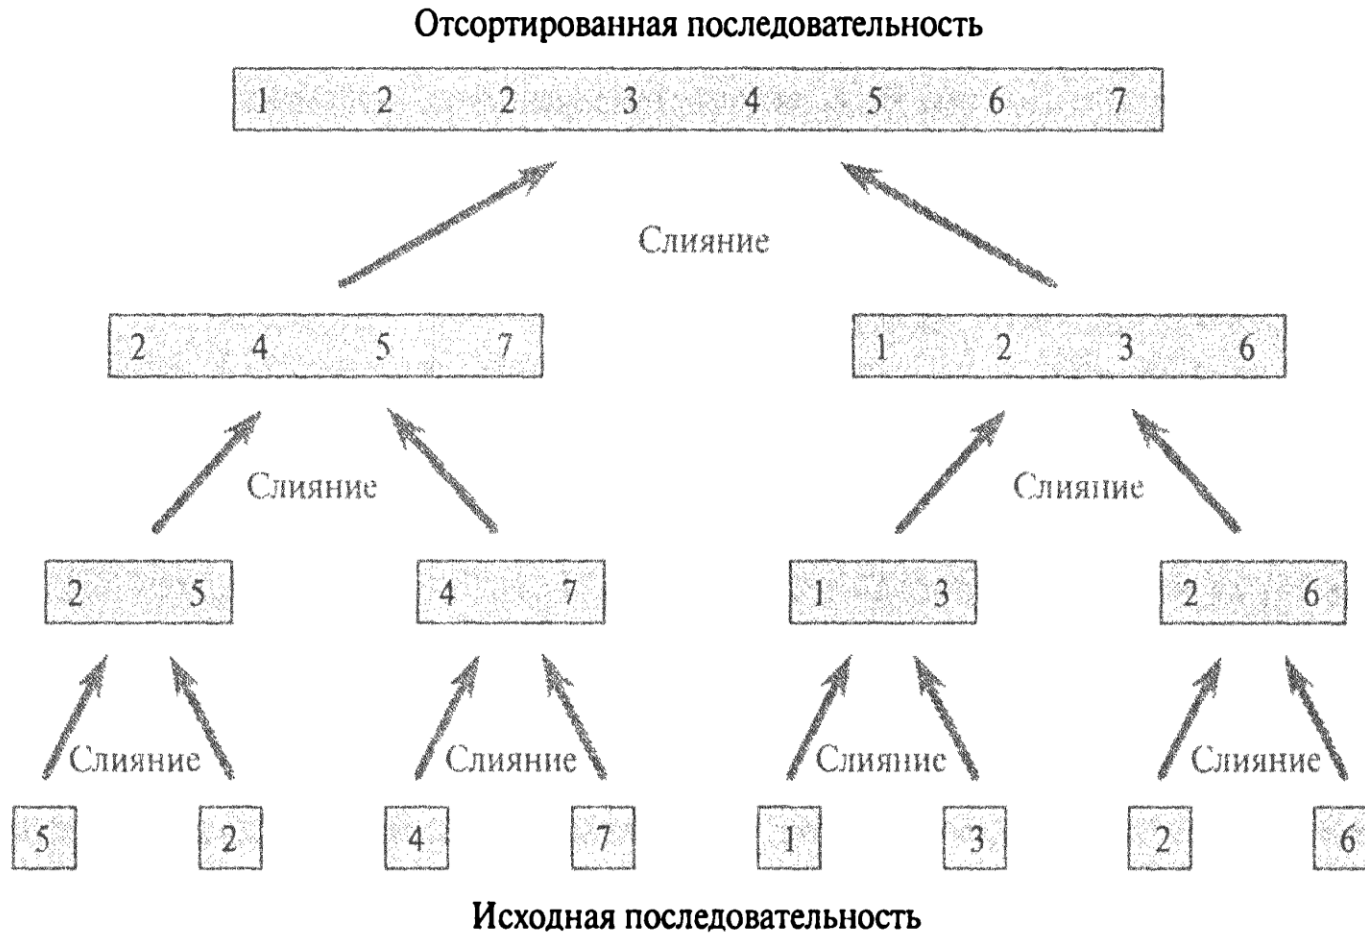 Отсортированная последовательность
1 2 2 3 4 5 6 7
Слияние
2 4 5 7 1 2 3 6
Слияние Слияние
2 5 4 7 1 3 2 6
Слияние Слияние Слияние Слияние
5 2 4 7 1 3 2 6
Исходная последовательность